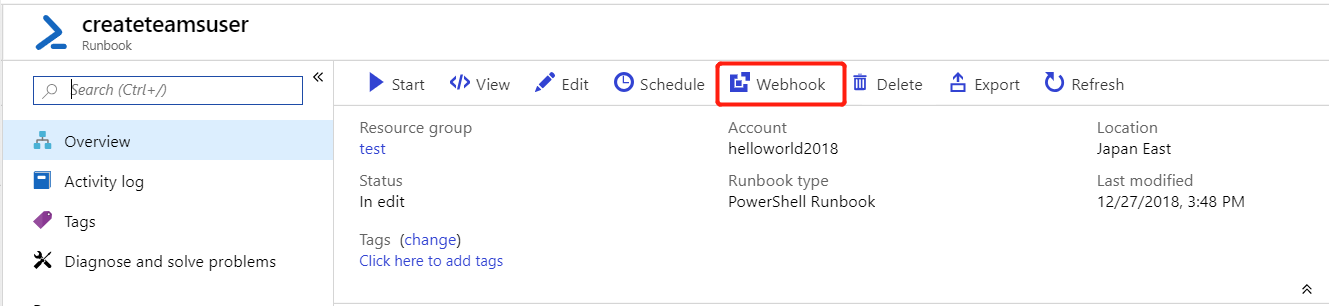 createteamsuser
Runbook
Search (Ctrl+/)
Overview
Activity log
Tags
Diagnose and solve problems
Start View Edit Schedule Webhook Delete Export Refresh
Resource group
test
Account
helloworld2018
Location
Japan East
Status
In edit
Runbook type
PowerShell Runbook
Last modified
12/27/2018, 3:48 PM
Tags (change)
Click here to add tags